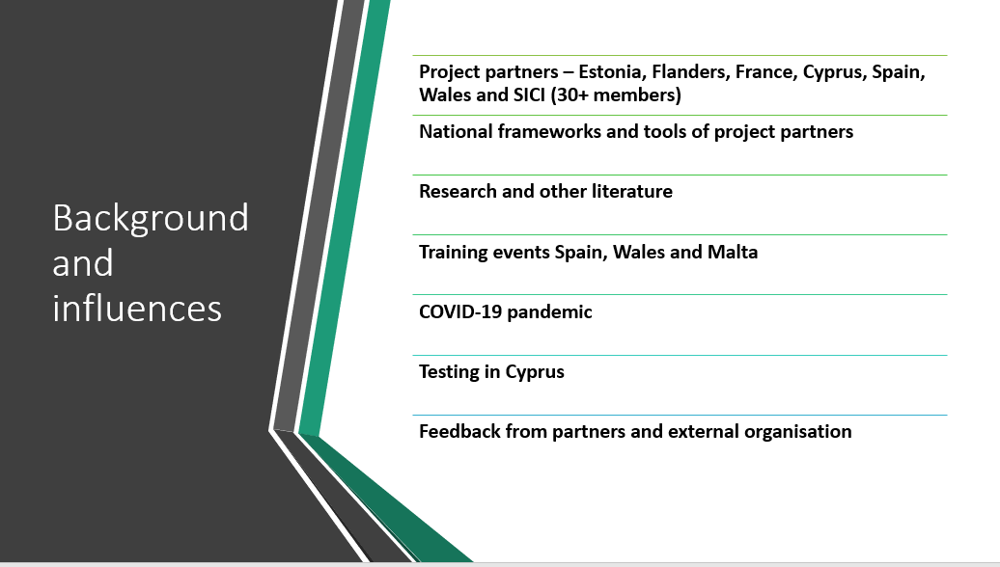 Background
and
influences
Project partners – Estonia, Flanders, France, Cyprus, Spain,
Wales and SICI (30+ members)
National frameworks and tools of project partners
Research and other literature
Training events Spain, Wales and Malta
COVID-19 pandemic
Testing in Cyprus
Feedback from partners and external organisation